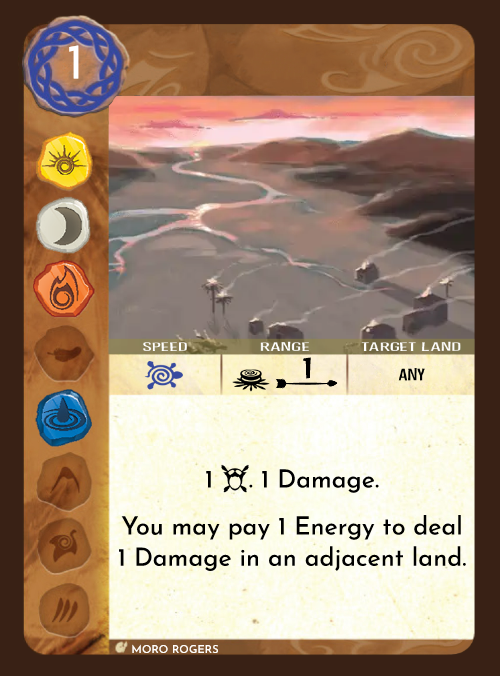 1
SPEED RANGE TARGET LAND
1 ANY
1 . 1 Damage.
You may pay 1 Energy to deal
1 Damage in an adjacent land.
MORO ROGERS